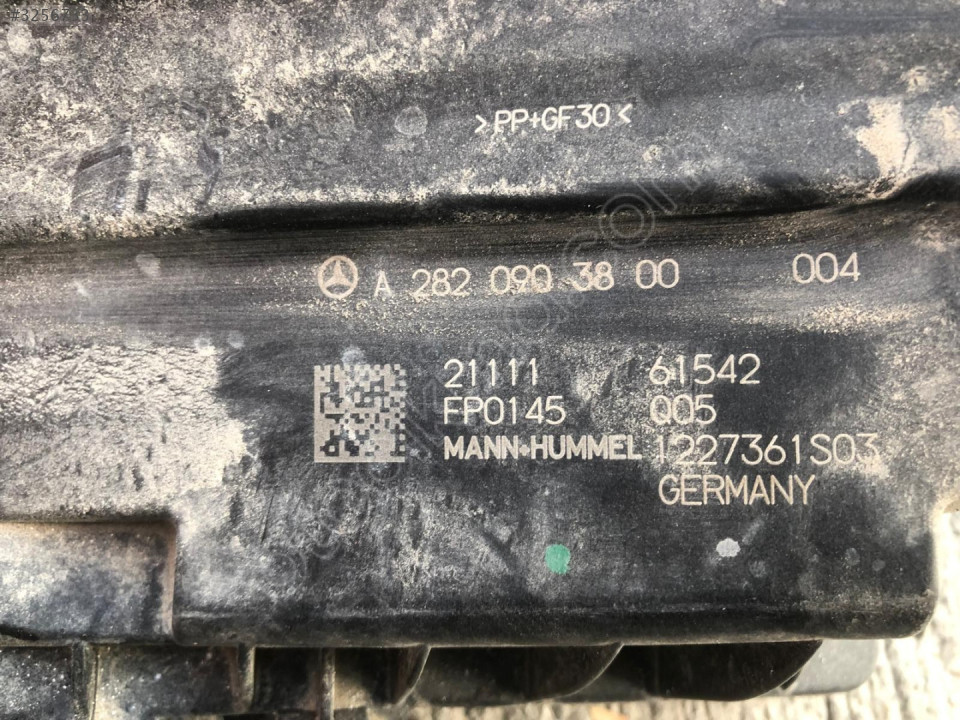 >PP+GF30<
A 282 090 38 00 004
21111 61542
FP0145 Q05
MANN+HUMMEL 1227361S03
GERMANY